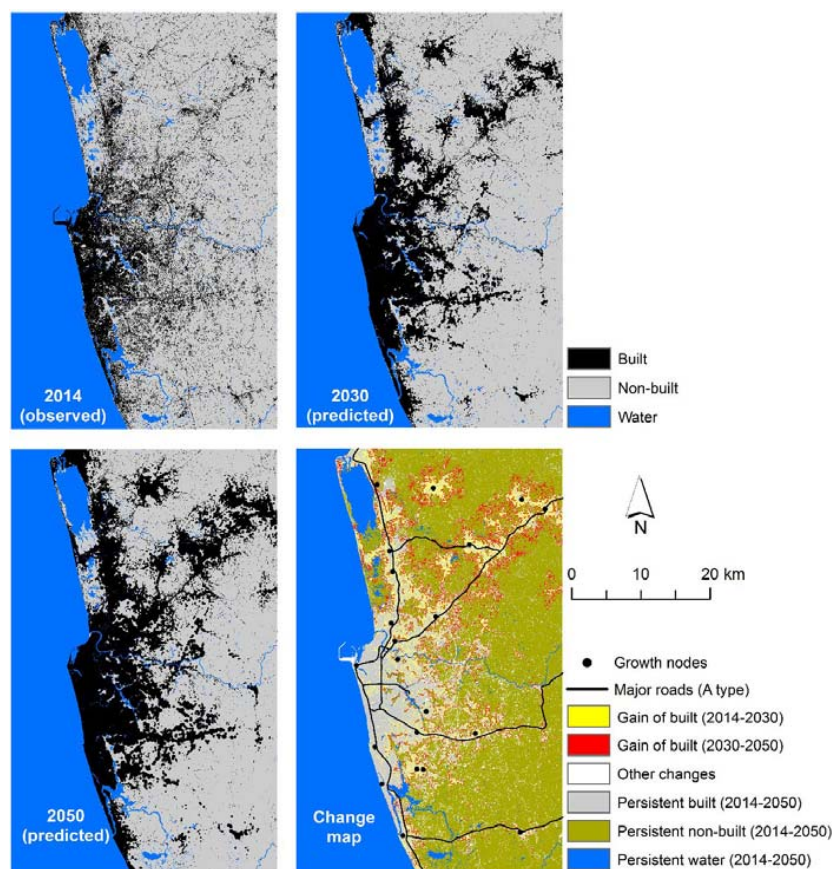 2014
(observed)
2030
(predicted)
Built
Non-built
Water
2050
(predicted)
Change
map
N
0 10 20 km
Growth nodes
Major roads (A type)
Gain of built (2014-2030)
Gain of built (2030-2050)
Other changes
Persistent built (2014-2050)
Persistent non-built (2014-2050)
Persistent water (2014-2050)